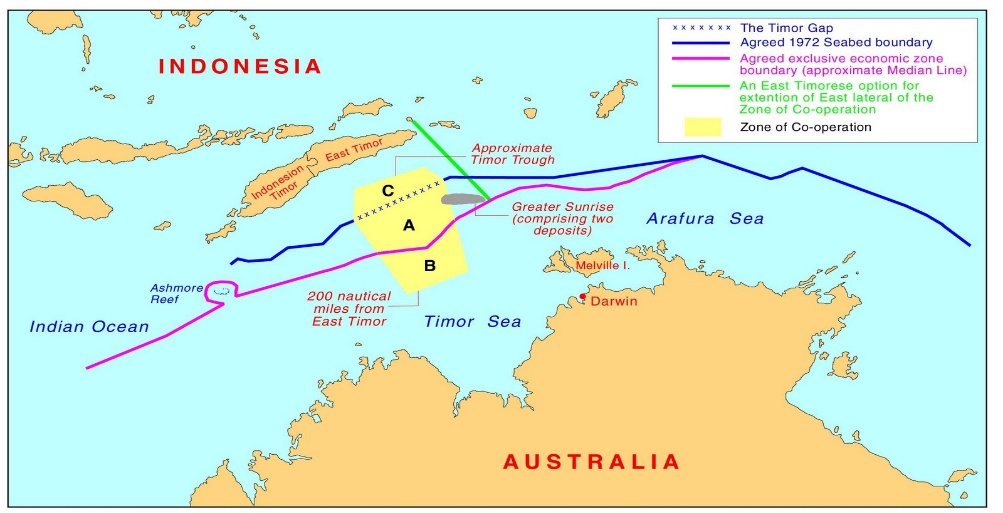 x x x x x x x The Timor Gap
Agreed 1972 Seabed boundary
Agreed exclusive economic zone
boundary (approximate Median Line)
An East Timorese option for
extention of East lateral of the
Zone of Co-operation
Zone of Co-operation
INDONESIA
East Timor
Indonesian
Timor
Approximate
Timor Trough
C
x x x x x x x x x x x x
A
B
Greater Sunrise
(comprising two
deposits)
Arafura Sea
Melville I.
Darwin
Ashmore
Reef
200 nautical
miles from
East Timor
Indian Ocean
Timor Sea
AUSTRALIA